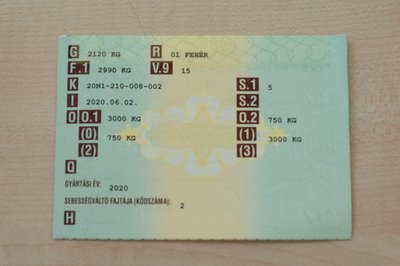 G 2120 KG R 01 FEHÉR
F.1 2990 KG V.9 15
K 20N1-210-008-002 S.1 5
I 2020.06.02. S.2
O O.1 3000 KG O.2 750 KG
(0) 750 KG (1) 3000 KG
(2) (3)
Q
GYÁRTÁSI ÉV: 2020
SEBESSÉGVÁLTÓ FAJTÁJA (KÓDSZÁMA): 2
H